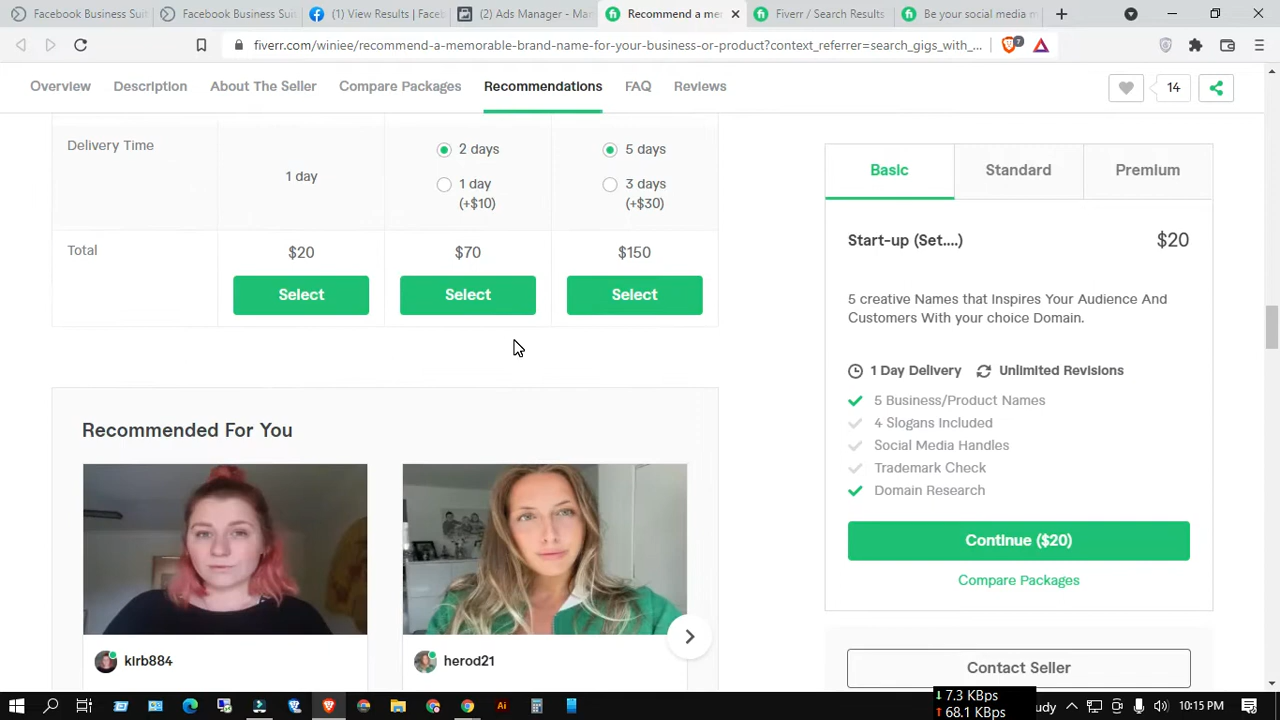 Facebook Business Suit
Facebook Business Suit
(1) View Results | Faceb
(2) Ads Manager - Ma
Recommend a me
Fiverr / Search Results
Be your social media m
fiverr.com/viniee/recommend-a-memorable-brand-name-for-your-business-or-product?context_referrer=search_gigs_with_...
7
Overview
Description
About The Seller
Compare Packages
Recommendations
FAQ
Reviews
14
Delivery Time
1 day
2 days
1 day
(+$10)
5 days
3 days
(+$30)
Total
$20
$70
$150
Select
Select
Select
Recommended For You
kirb884
herod21
Basic
Standard
Premium
Start-up (Set....)
$20
5 creative Names that Inspires Your Audience And
Customers With your choice Domain.
1 Day Delivery
Unlimited Revisions
5 Business/Product Names
4 Slogans Included
Social Media Handles
Trademark Check
Domain Research
Continue ($20)
Compare Packages
Contact Seller
Ai
7.3 KBps
68.1 KBps
udy
10:15 PM